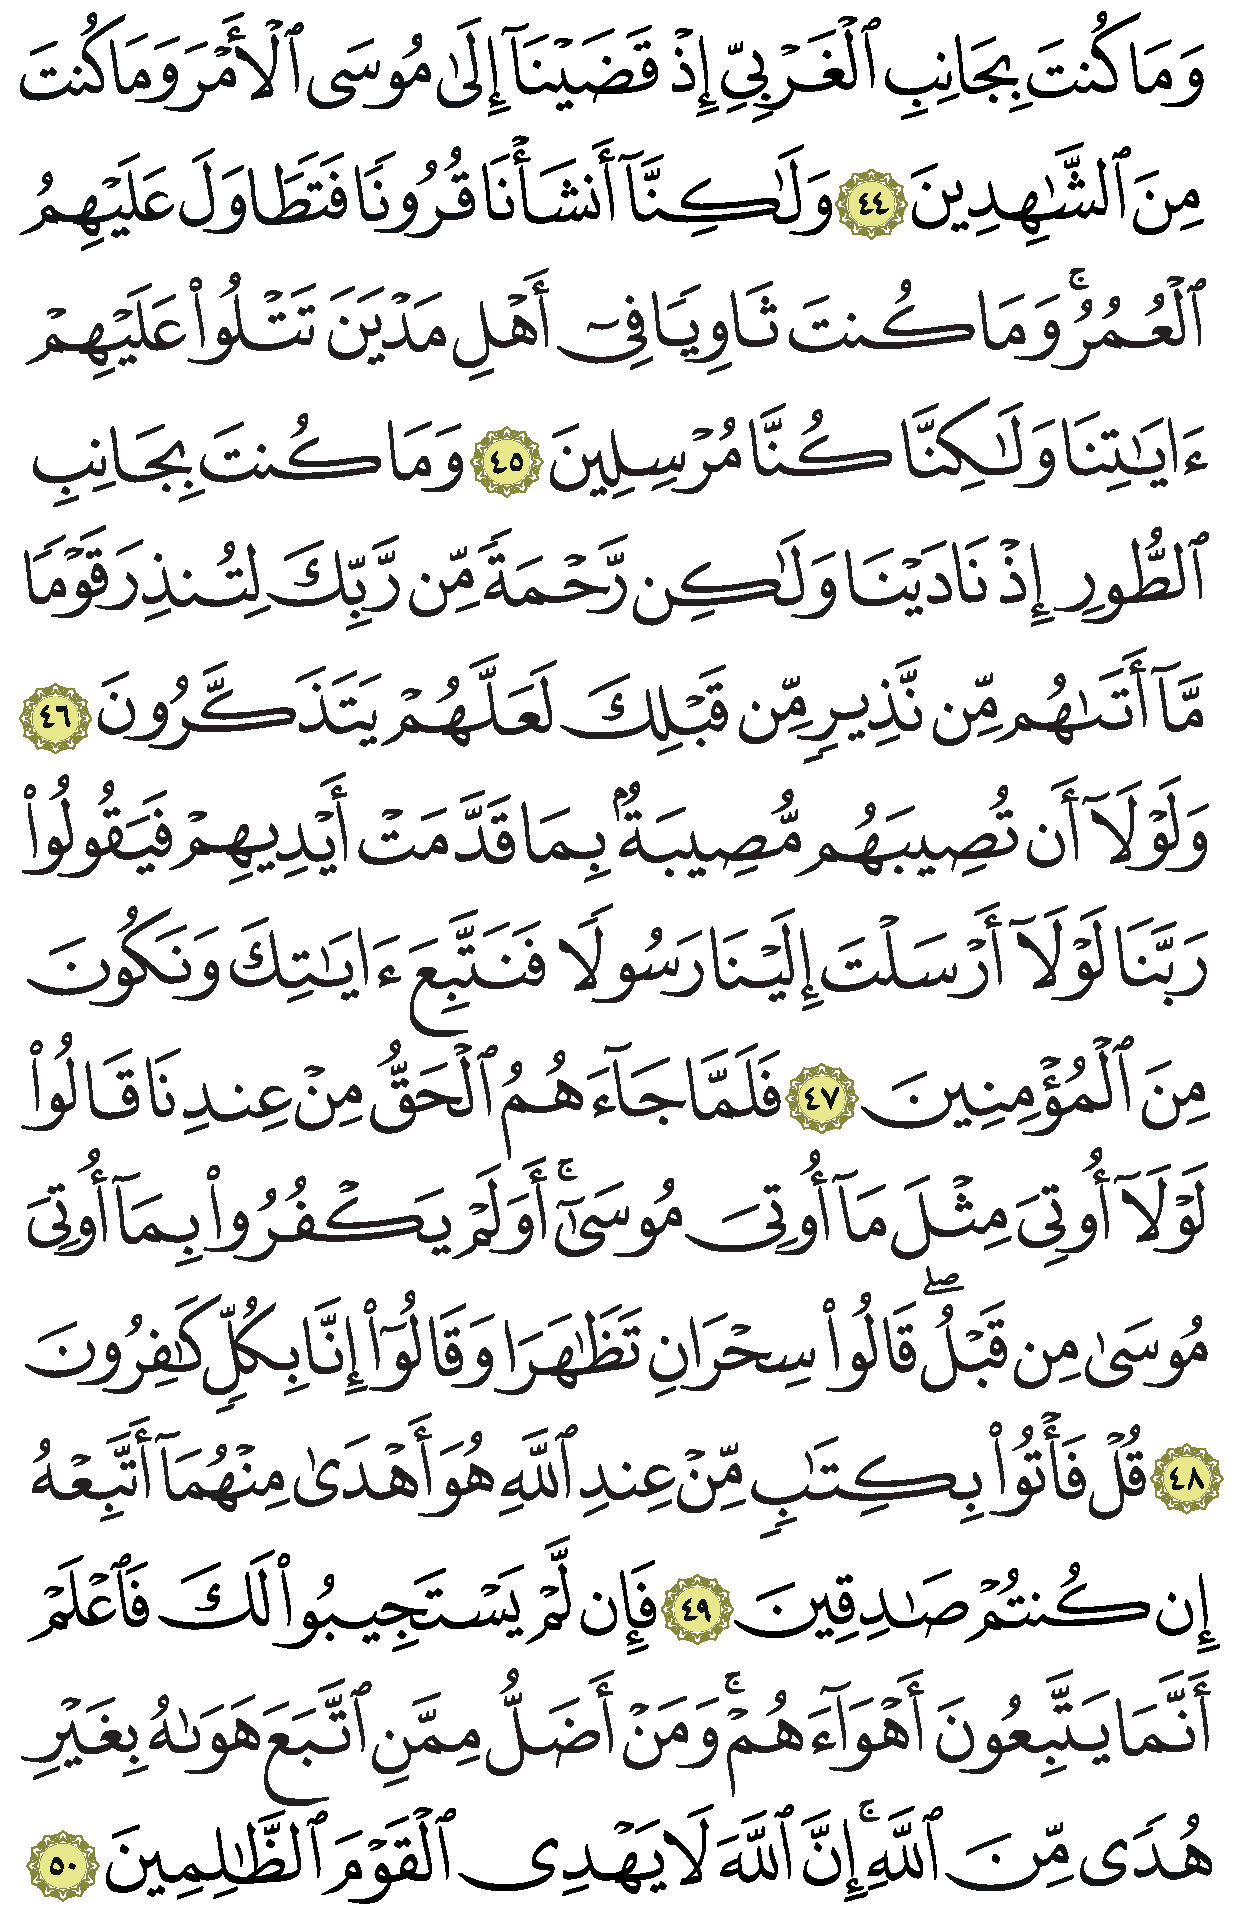 وَمَا كُنتَ بِجَانِبِ ٱلْغَرْبِىِّ إِذْ قَضَيْنَآ إِلَىٰ مُوسَى ٱلْأَمْرَ وَمَا كُنتَ
مِنَ ٱلشَّـٰهِدِينَ ٤٤ وَلَـٰكِنَّآ أَنشَأْنَا قُرُونًا فَتَطَاوَلَ عَلَيْهِمُ
ٱلْعُمُرُ ۚ وَمَا كُنتَ ثَاوِيًا فِىٓ أَهْلِ مَدْيَنَ تَتْلُوا۟ عَلَيْهِمْ
ءَايَـٰتِنَا وَلَـٰكِنَّا كُنَّا مُرْسِلِينَ ٤٥ وَمَا كُنتَ بِجَانِبِ
ٱلطُّورِ إِذْ نَادَيْنَا وَلَـٰكِن رَّحْمَةً مِّن رَّبِّكَ لِتُنذِرَ قَوْمًا
مَّآ أَتَىٰهُم مِّن نَّذِيرٍ مِّن قَبْلِكَ لَعَلَّهُمْ يَتَذَكَّرُونَ ٤٦
وَلَوْلَآ أَن تُصِيبَهُم مُّصِيبَةٌۢ بِمَا قَدَّمَتْ أَيْدِيهِمْ فَيَقُولُوا۟
رَبَّنَا لَوْلَآ أَرْسَلْتَ إِلَيْنَا رَسُولًا فَنَتَّبِعَ ءَايَـٰتِكَ وَنَكُونَ
مِنَ ٱلْمُؤْمِنِينَ ٤٧ فَلَمَّا جَآءَهُمُ ٱلْحَقُّ مِنْ عِندِنَا قَالُوا۟
لَوْلَآ أُوتِىَ مِثْلَ مَآ أُوتِىَ مُوسَىٰٓ ۚ أَوَلَمْ يَكْفُرُوا۟ بِمَآ أُوتِىَ
مُوسَىٰ مِن قَبْلُ ۖ قَالُوا۟ سِحْرَانِ تَظَـٰهَرَا وَقَالُوٓا۟ إِنَّا بِكُلٍّ كَـٰفِرُونَ
٤٨ قُلْ فَأْتُوا۟ بِكِتَـٰبٍ مِّنْ عِندِ ٱللَّهِ هُوَ أَهْدَىٰ مِنْهُمَآ أَتَّبِعْهُ
إِن كُنتُمْ صَـٰدِقِينَ ٤٩ فَإِن لَّمْ يَسْتَجِيبُوا۟ لَكَ فَٱعْلَمْ
أَنَّمَا يَتَّبِعُونَ أَهْوَآءَهُمْ ۚ وَمَنْ أَضَلُّ مِمَّنِ ٱتَّبَعَ هَوَىٰهُ بِغَيْرِ
هُدًى مِّنَ ٱللَّهِ ۚ إِنَّ ٱللَّهَ لَا يَهْدِى ٱلْقَوْمَ ٱلظَّـٰلِمِينَ ٥٠